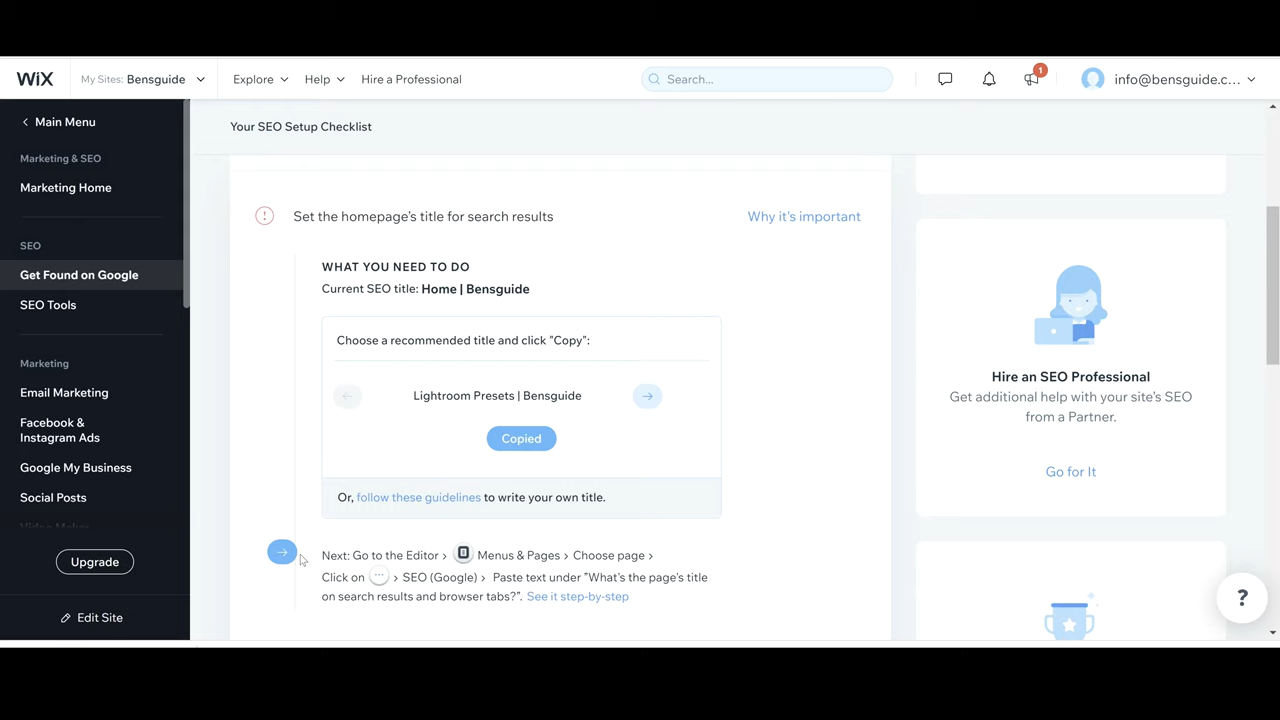 WiX
My Sites: Bensguide
Explore
Help
Hire a Professional
Search...
1
info@bensguide.c...
Main Menu
Marketing & SEO
Marketing Home
SEO
Get Found on Google
SEO Tools
Marketing
Email Marketing
Facebook &
Instagram Ads
Google My Business
Social Posts
Video Maker
Upgrade
Edit Site
Your SEO Setup Checklist
Set the homepage's title for search results
Why it's important
WHAT YOU NEED TO DO
Current SEO title: Home | Bensguide
Choose a recommended title and click "Copy":
Lightroom Presets | Bensguide
Copied
Or, follow these guidelines to write your own title.
Next: Go to the Editor > Menus & Pages > Choose page >
Click on ... > SEO (Google) > Paste text under "What's the page's title
on search results and browser tabs?". See it step-by-step
Hire an SEO Professional
Get additional help with your site's SEO
from a Partner.
Go for It
?